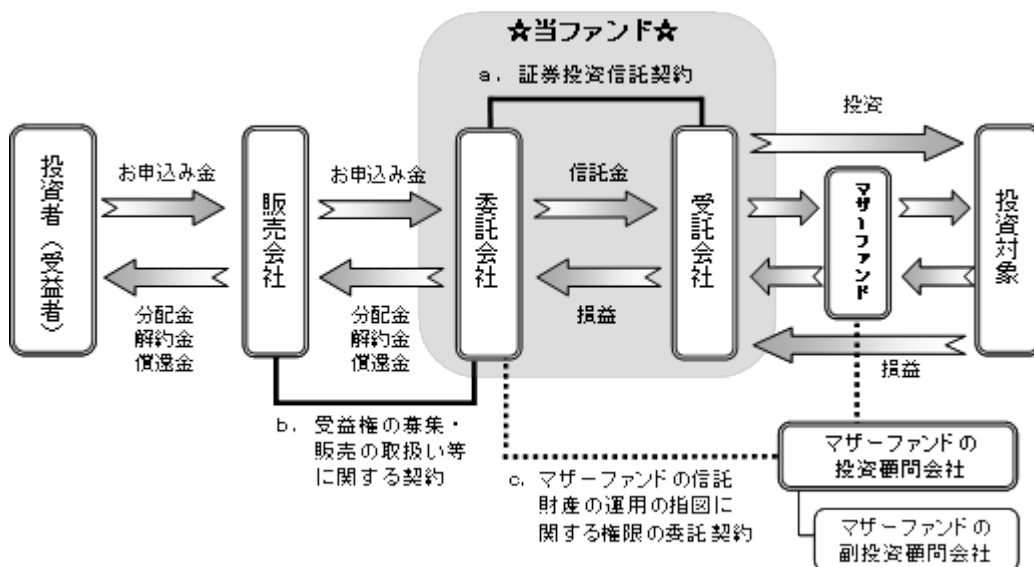 ★当ファンド★
a. 証券投資信託契約
投資
投資者(受益者)
お申込み金
販売会社
お申込み金
委託会社
信託金
受託会社
マザーファンド
投資対象
分配金
解約金
償還金
分配金
解約金
償還金
損益
損益
b. 受益権の募集・
販売の取扱い等
に関する契約
c. マザーファンドの信託
財産の運用の指図に
関する権限の委託契約
マザーファンドの
投資顧問会社
マザーファンドの
副投資顧問会社